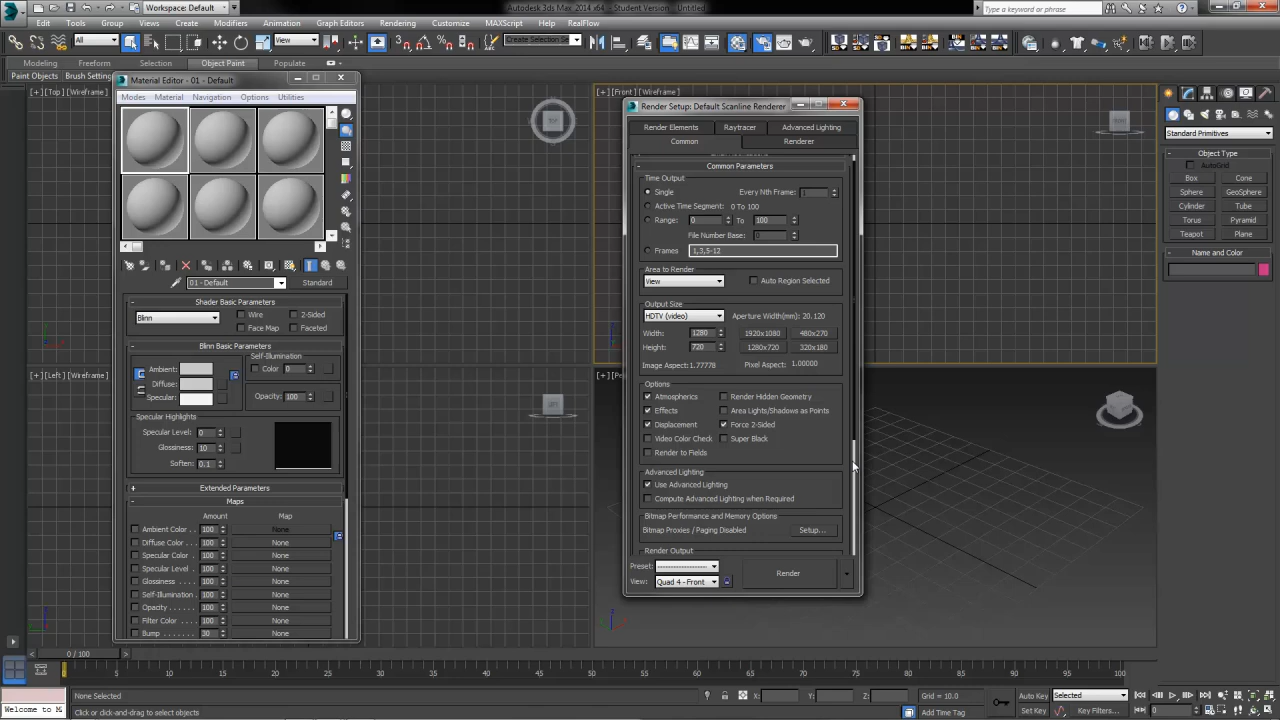 Workspace: Default
Autodesk 3ds Max 2014 x64 - Student Version Untitled
Type a keyword or phrase
Edit Tools Group Views Create Modifiers Animation Graph Editors Rendering Customize MAXScript Help RealFlow
All
View
Create Selection Se
Modeling Freeform Selection Object Paint Populate
Paint Objects Brush Settings
[+] [Top] [Wireframe]
[+] [Front] [Wireframe]
[+] [Left] [Wireframe]
TOP
LEFT
Material Editor - 01 - Default
Modes Material Navigation Options Utilities
01 - Default
Standard
Shader Basic Parameters
Blinn
Wire
2-Sided
Face Map
Faceted
Blinn Basic Parameters
Self-Illumination
Ambient:
Color 0
Diffuse:
Specular:
Opacity: 100
Specular Highlights
Specular Level: 0
Glossiness: 10
Soften: 0.1
Extended Parameters
Maps
Amount Map
Ambient Color . . 100 None
Diffuse Color . . . 100 None
Specular Color . 100 None
Specular Level . 100 None
Glossiness . . . . 100 None
Self-Illumination . 100 None
Opacity . . . . . . 100 None
Filter Color . . . . 100 None
Bump . . . . . . . 30 None
Render Setup: Default Scanline Renderer
Render Elements Raytracer Advanced Lighting
Common Renderer
Common Parameters
Time Output
Single Every Nth Frame: 1
Active Time Segment: 0 To 100
Range: 0 To 100
File Number Base: 0
Frames 1,3,5-12
Area to Render
View
Auto Region Selected
Output Size
HDTV (video) Aperture Width(mm): 20.120
Width: 1280 1920x1080 480x270
Height: 720 1280x720 320x180
Image Aspect: 1.77778 Pixel Aspect: 1.00000
Options
Atmospherics Render Hidden Geometry
Effects Area Lights/Shadows as Points
Displacement Force 2-Sided
Video Color Check Super Black
Render to Fields
Advanced Lighting
Use Advanced Lighting
Compute Advanced Lighting when Required
Bitmap Performance and Memory Options
Bitmap Proxies / Paging Disabled Setup...
Render Output
Preset: --------------------
View: Quad 4 - Front
Render
Standard Primitives
Object Type
AutoGrid
Box Cone
Sphere GeoSphere
Cylinder Tube
Torus Pyramid
Teapot Plane
Name and Color
0 / 100
0 5 10 15 20 25 30 35 40 45 50 55 60 65 70 75 80 85 90 95 100
None Selected
X: Y: Z: Grid = 10.0
Auto Key Selected
Welcome to M
Click or click-and-drag to select objects
Add Time Tag
Set Key Key Filters...
0